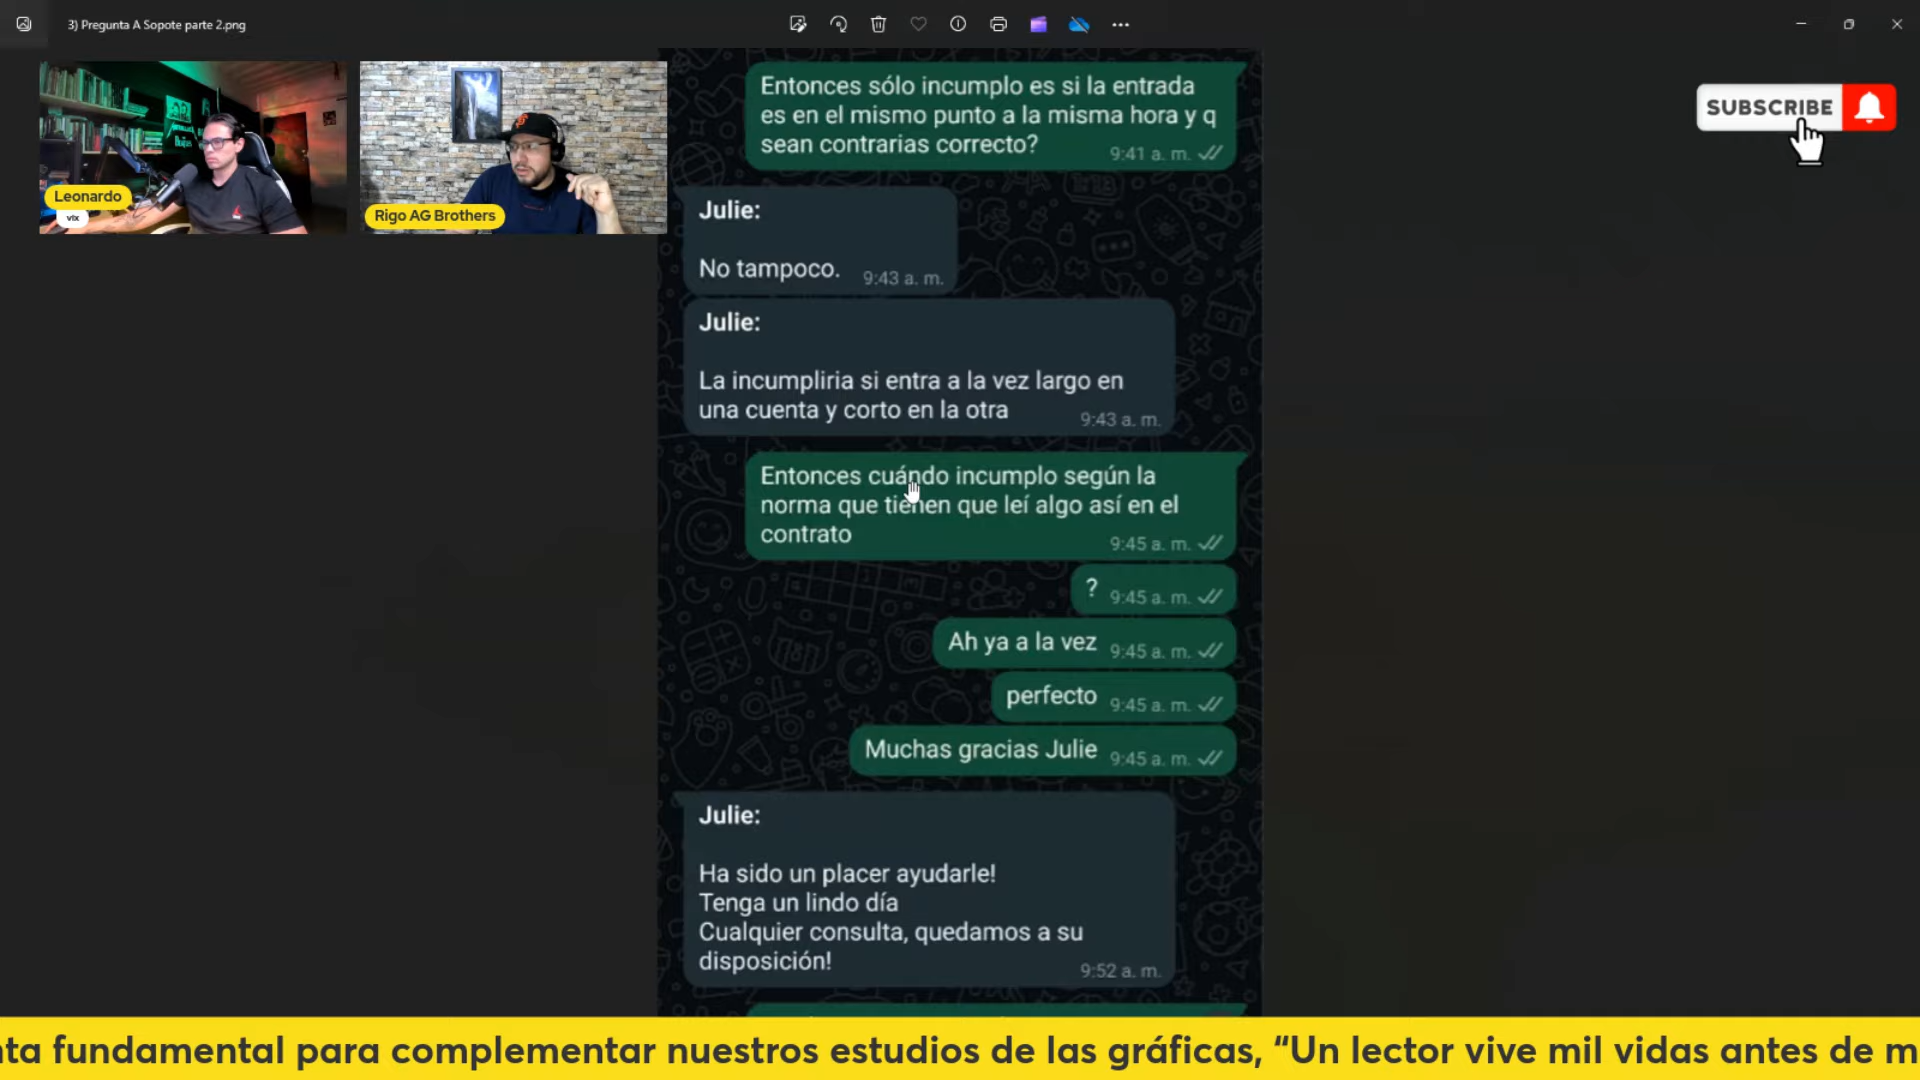 3) Pregunta A Sopote parte 2.png
Leonardo
vix
Rigo AG Brothers
SUBSCRIBE
Entonces sólo incumplo es si la entrada
es en el mismo punto a la misma hora y q
sean contrarias correcto?
9:41 a. m.
Julie:
No tampoco.
9:43 a. m.
Julie:
La incumpliria si entra a la vez largo en
una cuenta y corto en la otra
9:43 a. m.
Entonces cuándo incumplo según la
norma que tienen que leí algo así en el
contrato
9:45 a. m.
?
9:45 a. m.
Ah ya a la vez
9:45 a. m.
perfecto
9:45 a. m.
Muchas gracias Julie
9:45 a. m.
Julie:
Ha sido un placer ayudarle!
Tenga un lindo día
Cualquier consulta, quedamos a su
disposición!
9:52 a. m.
nta fundamental para complementar nuestros estudios de las gráficas, “Un lector vive mil vidas antes de m